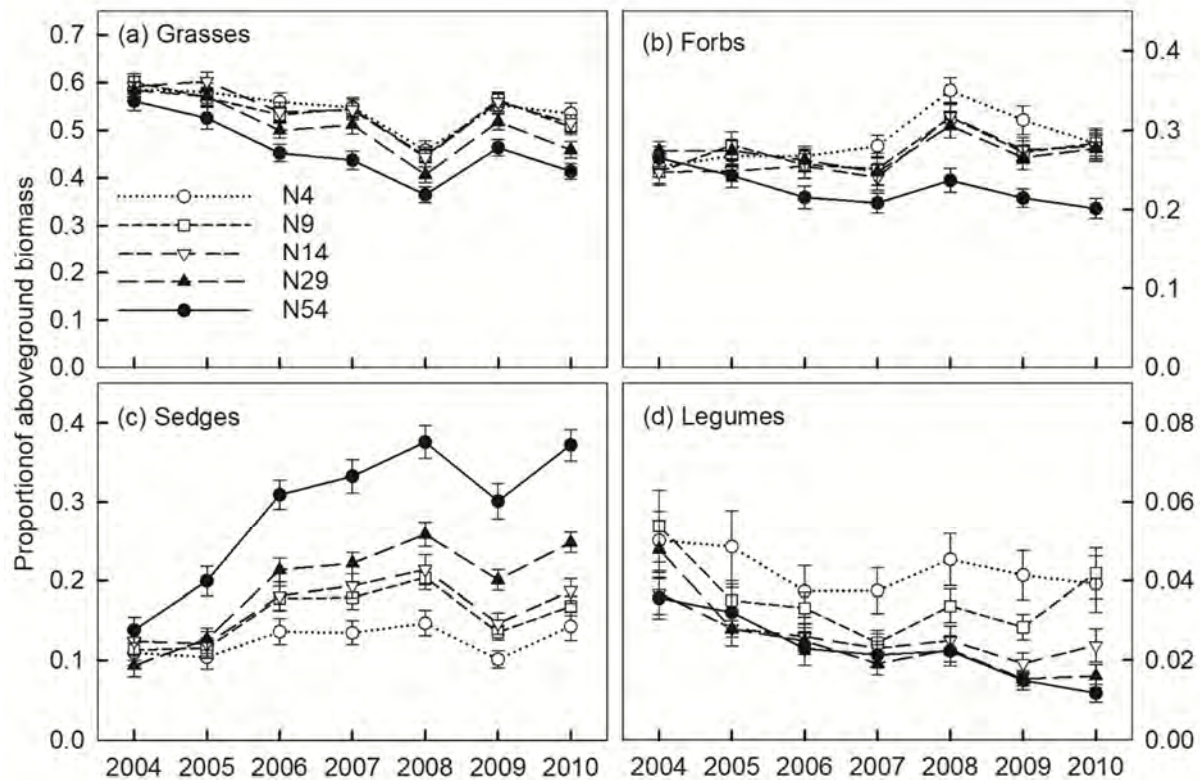 Proportionof aboveground biomass
(a) Grasses
0.7
0.6
0.5
0.4
0.3
0.2
0.1
0.0
N4
N9
N14
N29
N54
(b) Forbs
0.4
0.3
0.2
0.1
0.0
(c) Sedges
0.4
0.3
0.2
0.1
0.0
2004 2005 2006 2007 2008 2009 2010
(d) Legumes
0.08
0.06
0.04
0.02
0.00
2004 2005 2006 2007 2008 2009 2010